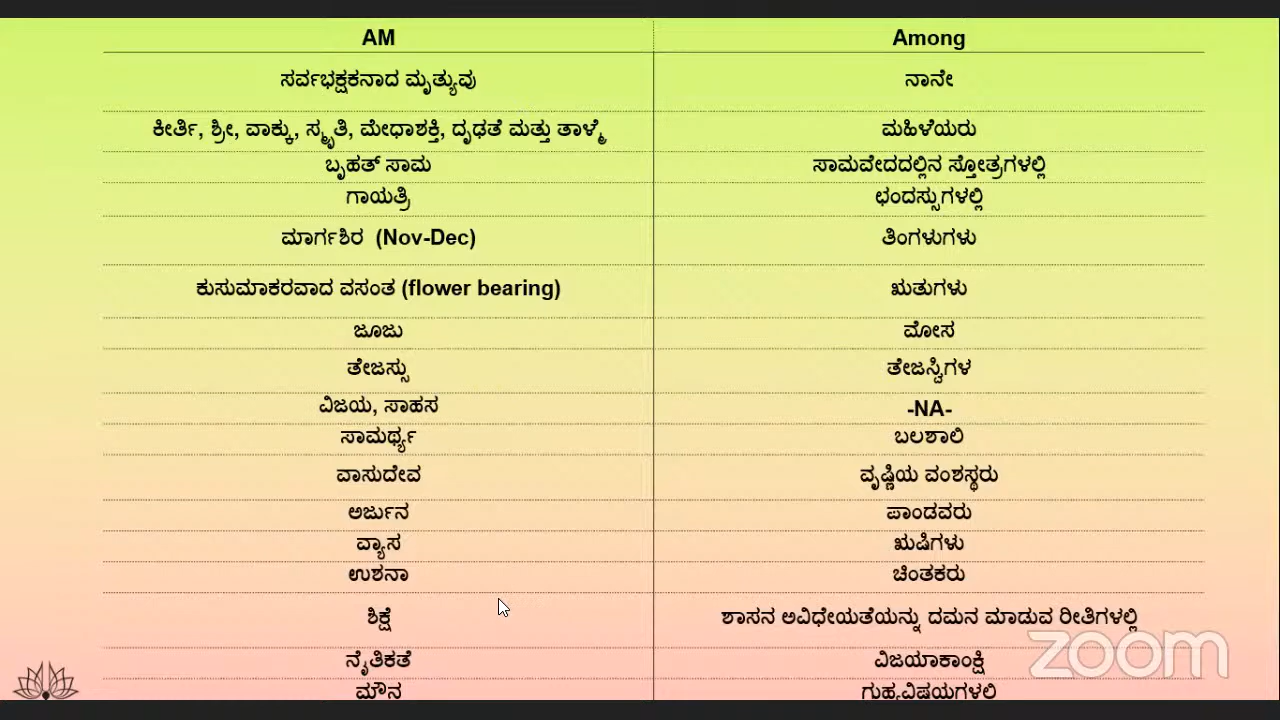 AM Among
ಸರ್ವಭಕ್ಷಕನಾದ ಮೃತ್ಯುವು ನಾನೇ
ಕೀರ್ತಿ, ಶ್ರೀ, ವಾಕ್ಕು, ಸ್ಮೃತಿ, ಮೇಧಾಶಕ್ತಿ, ದೃಢತೆ ಮತ್ತು ತಾಳ್ಮೆ ಮಹಿಳೆಯರು
ಬೃಹತ್ ಸಾಮ ಸಾಮವೇದದಲ್ಲಿನ ಸ್ತೋತ್ರಗಳಲ್ಲಿ
ಗಾಯತ್ರಿ ಛಂದಸ್ಸುಗಳಲ್ಲಿ
ಮಾರ್ಗಶಿರ (Nov-Dec) ತಿಂಗಳುಗಳು
ಕುಸುಮಾಕರವಾದ ವಸಂತ (flower bearing) ಋತುಗಳು
ಜೂಜು ಮೋಸ
ತೇಜಸ್ಸು ತೇಜಸ್ವಿಗಳ
ವಿಜಯ, ಸಾಹಸ -NA-
ಸಾಮರ್ಥ್ಯ ಬಲಶಾಲಿ
ವಾಸುದೇವ ವೃಷ್ಣಿಯ ವಂಶಸ್ಥರು
ಅರ್ಜುನ ಪಾಂಡವರು
ವ್ಯಾಸ ಋಷಿಗಳು
ಉಶನಾ ಚಿಂತಕರು
ಶಿಕ್ಷೆ ಶಾಸನ ಅವಿಧೇಯತೆಯನ್ನು ದಮನ ಮಾಡುವ ರೀತಿಗಳಲ್ಲಿ
ನೈತಿಕತೆ ವಿಜಯಾಕಾಂಕ್ಷಿ
ಮೌನ ಗುಹ್ಯವಿಷಯಗಳಲ್ಲಿ
zoom